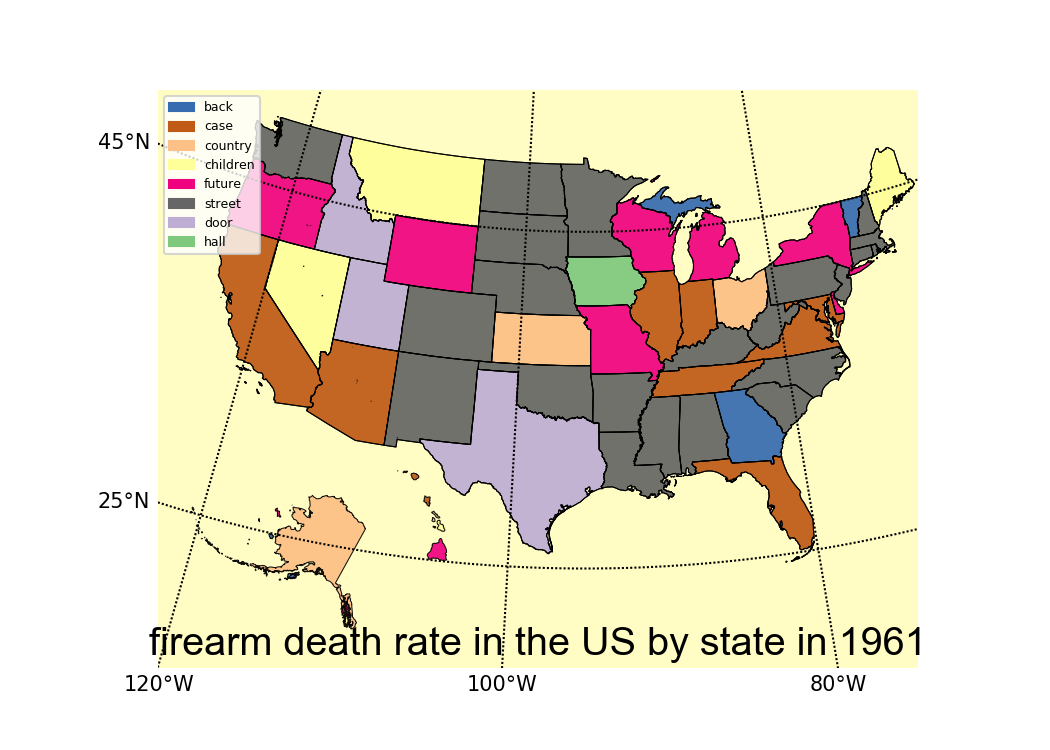 back
case
country
children
future
street
door
hall
45°N
25°N
firearm death rate in the US by state in 1961
120°W 100°W 80°W